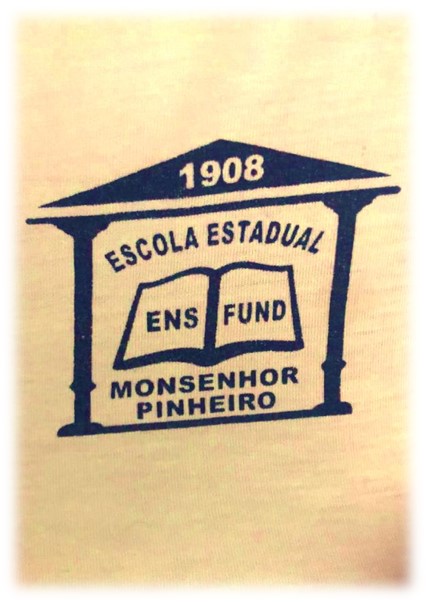 1908
ESCOLA ESTADUAL
ENS FUND
MONSENHOR
PINHEIRO